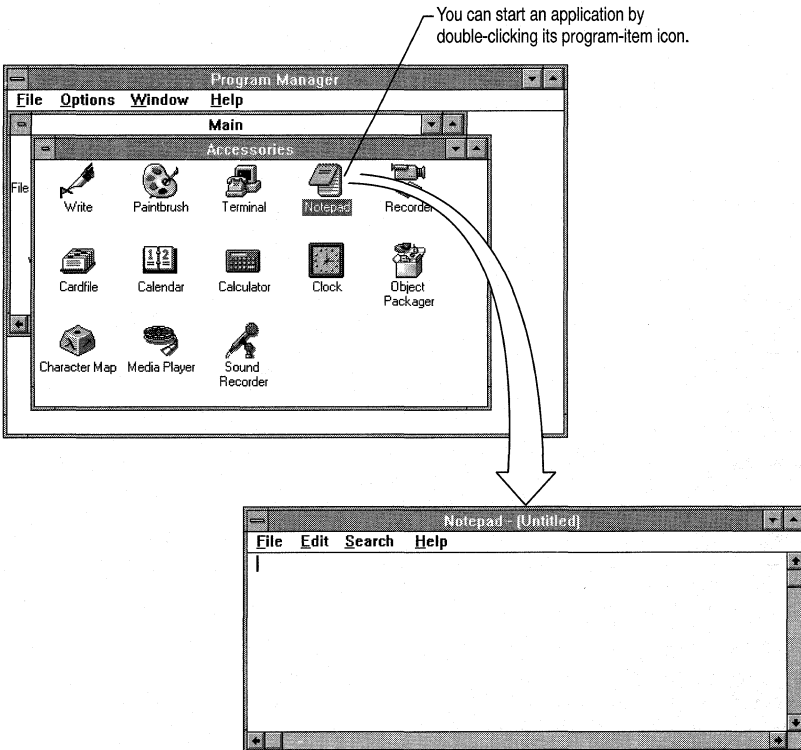 You can start an application by
double-clicking its program-item icon.
Program Manager
File Options Window Help
Main
Accessories
File
Write Paintbrush Terminal Notepad Recorder
Cardfile Calendar Calculator Clock Object
Packager
Character Map Media Player Sound
Recorder
Notepad - (Untitled)
File Edit Search Help